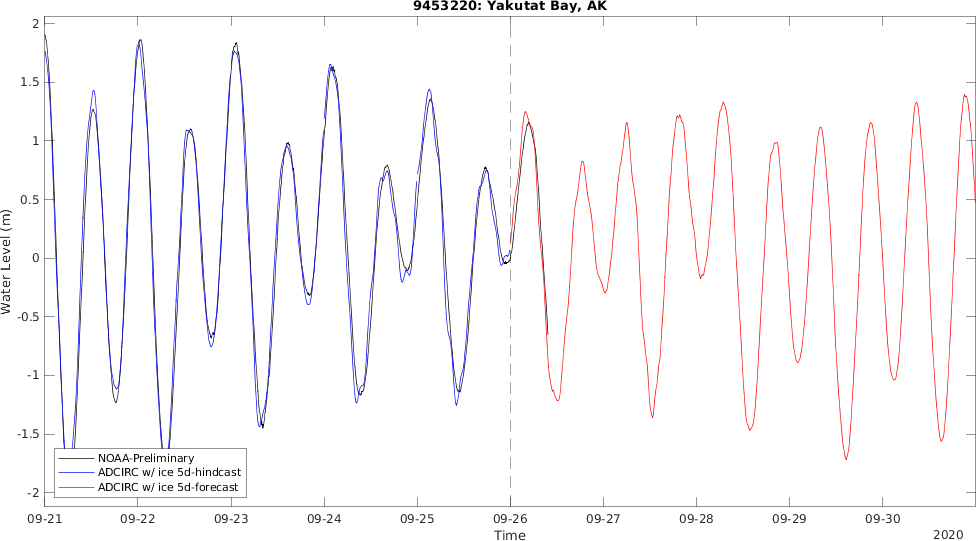 9453220: Yakutat Bay, AK
2
1.5
1
0.5
0
-0.5
-1
-1.5
-2
Water Level (m)
NOAA-Preliminary
ADCIRC w/ ice 5d-hindcast
ADCIRC w/ ice 5d-forecast
09-21 09-22 09-23 09-24 09-25 09-26 09-27 09-28 09-29 09-30
Time
2020